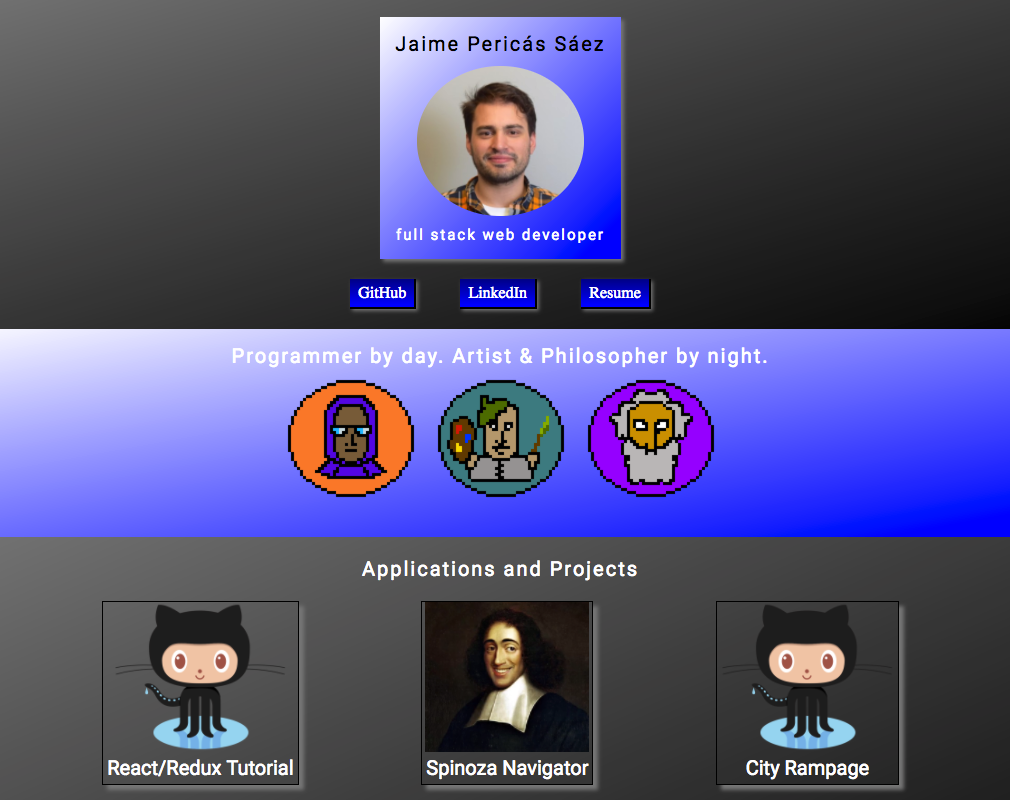 Jaime Pericás Sáez
full stack web developer
GitHub LinkedIn Resume
Programmer by day. Artist & Philosopher by night.
Applications and Projects
React/Redux Tutorial Spinoza Navigator City Rampage